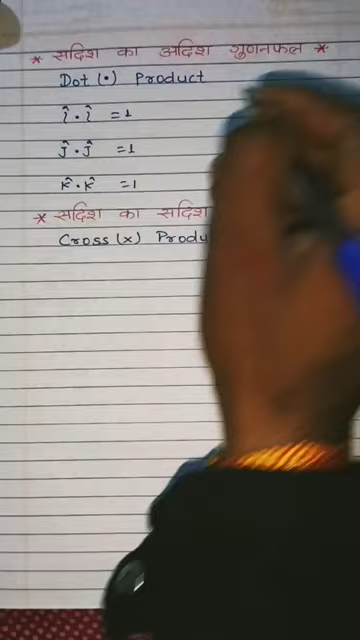 * सदिश का अदिश गुणनफल *
Dot (•) Product
î . î = 1
ĵ . ĵ = 1
k̂ . k̂ = 1
* सदिश का सदिश
Cross (x) Produ